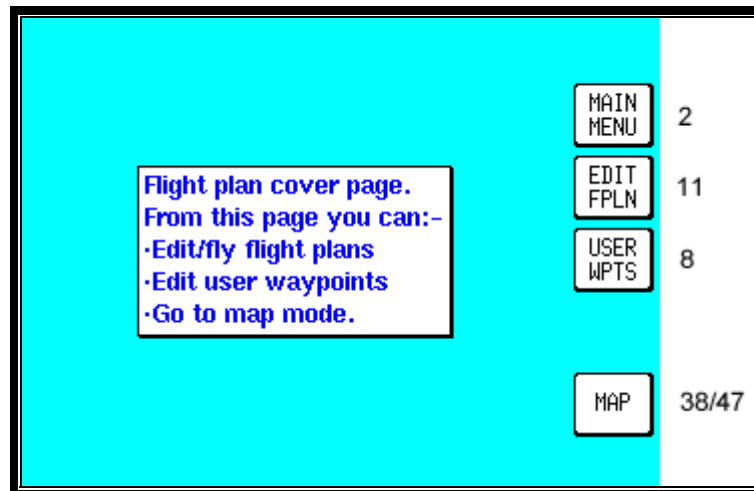 MAIN
MENU
2
Flight plan cover page.
From this page you can:-
·Edit/fly flight plans
·Edit user waypoints
·Go to map mode.
EDIT
FPLN
11
USER
WPTS
8
MAP
38/47